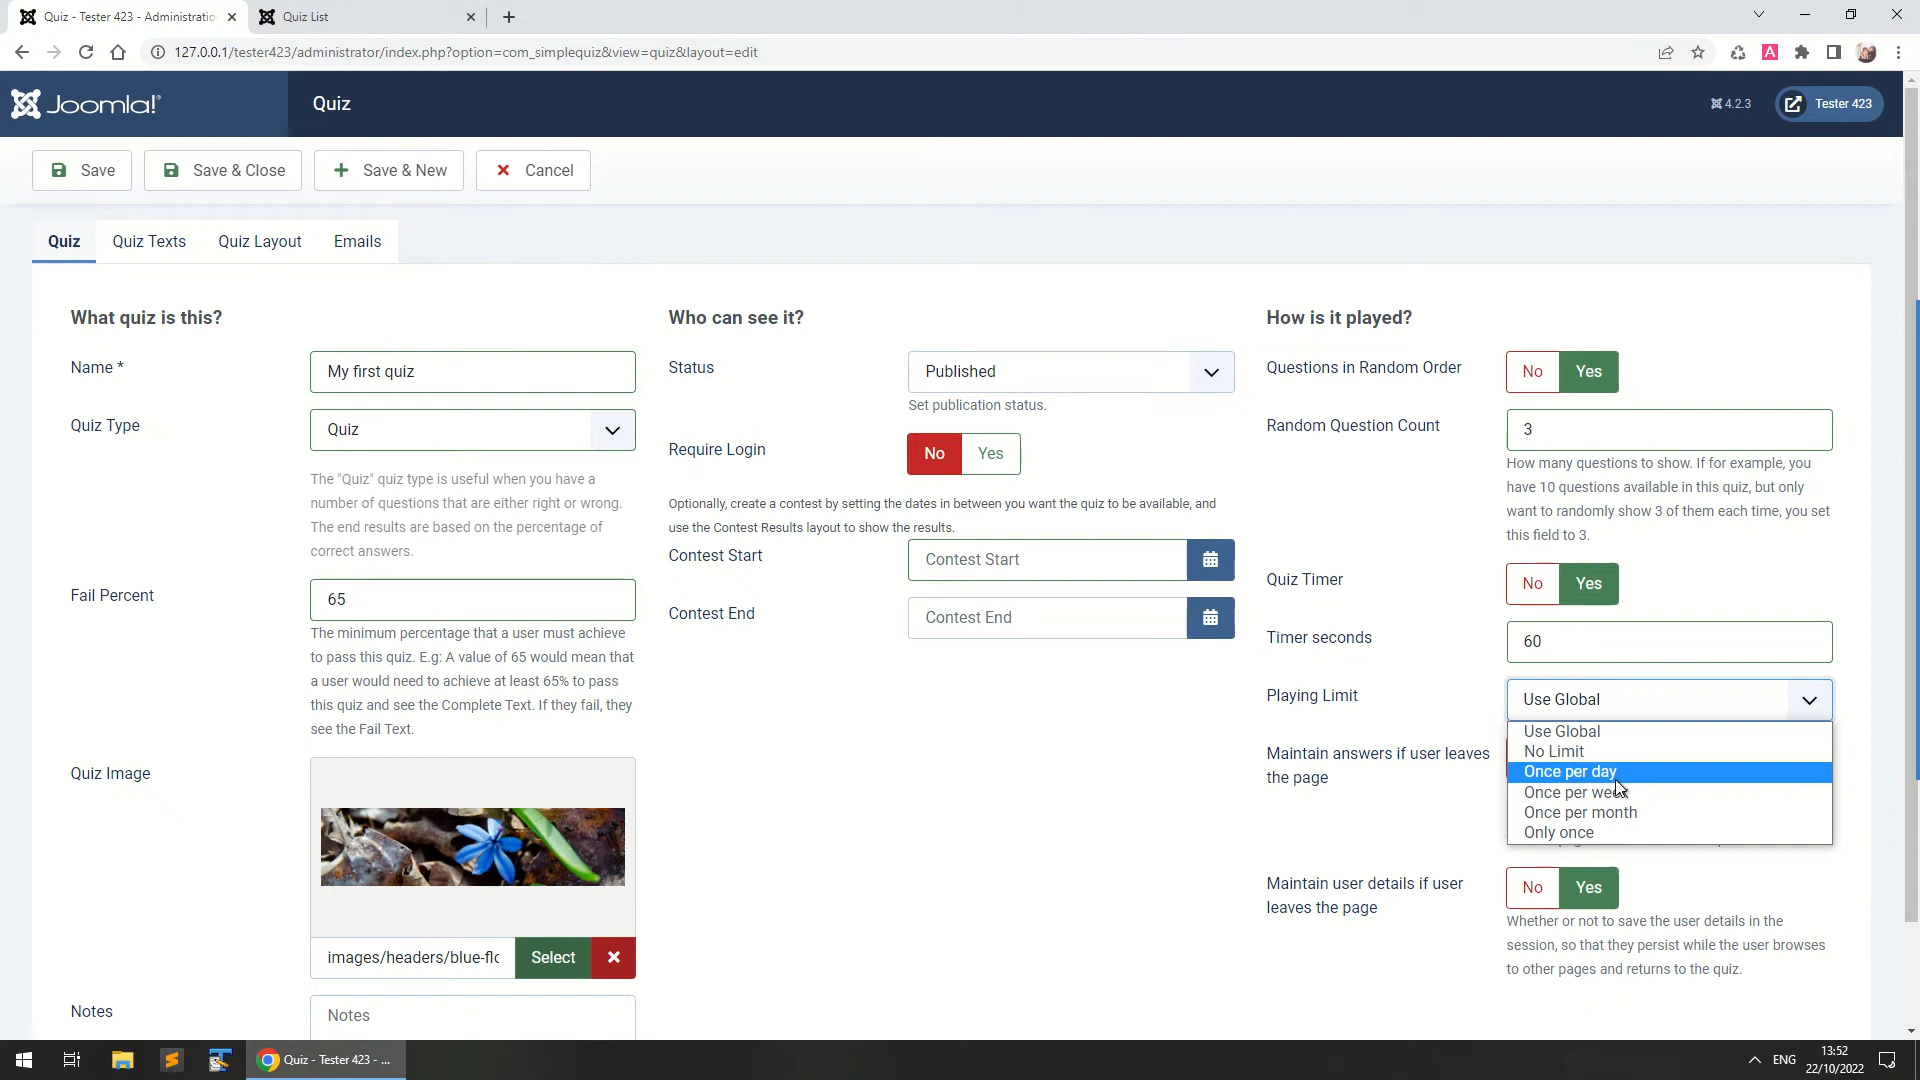 Quiz - Tester 423 - Administratio
Quiz List
127.0.0.1/tester423/administrator/index.php?option=com_simplequiz&view=quiz&layout=edit
Joomla!®
Quiz
4.2.3
Tester 423
Save
Save & Close
Save & New
Cancel
Quiz
Quiz Texts
Quiz Layout
Emails
What quiz is this?
Name *
My first quiz
Quiz Type
Quiz
The "Quiz" quiz type is useful when you have a
number of questions that are either right or wrong.
The end results are based on the percentage of
correct answers.
Fail Percent
65
The minimum percentage that a user must achieve
to pass this quiz. E.g: A value of 65 would mean that
a user would need to achieve at least 65% to pass
this quiz and see the Complete Text. If they fail, they
see the Fail Text.
Quiz Image
images/headers/blue-flo
Select
Notes
Notes
Who can see it?
Status
Published
Set publication status.
Require Login
No
Yes
Optionally, create a contest by setting the dates in between you want the quiz to be available, and
use the Contest Results layout to show the results.
Contest Start
Contest Start
Contest End
Contest End
How is it played?
Questions in Random Order
No
Yes
Random Question Count
3
How many questions to show. If for example, you
have 10 questions available in this quiz, but only
want to randomly show 3 of them each time, you set
this field to 3.
Quiz Timer
No
Yes
Timer seconds
60
Playing Limit
Use Global
Use Global
No Limit
Once per day
Once per week
Once per month
Only once
Maintain answers if user leaves
the page
Maintain user details if user
leaves the page
No
Yes
Whether or not to save the user details in the
session, so that they persist while the user browses
to other pages and returns to the quiz.
Quiz - Tester 423 - ...
ENG
13:52
22/10/2022